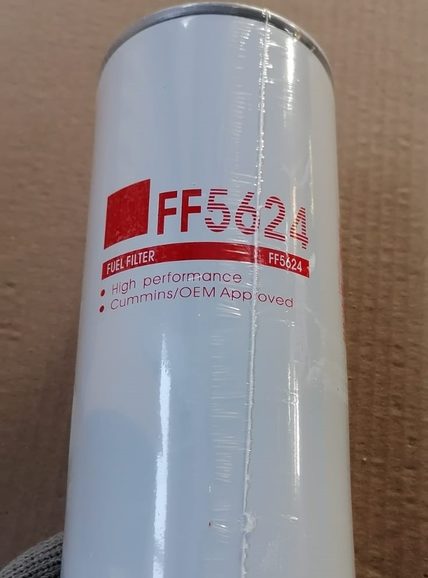 FF5624
FUEL FILTER FF5624
• High performance
• Cummins/OEM Approved